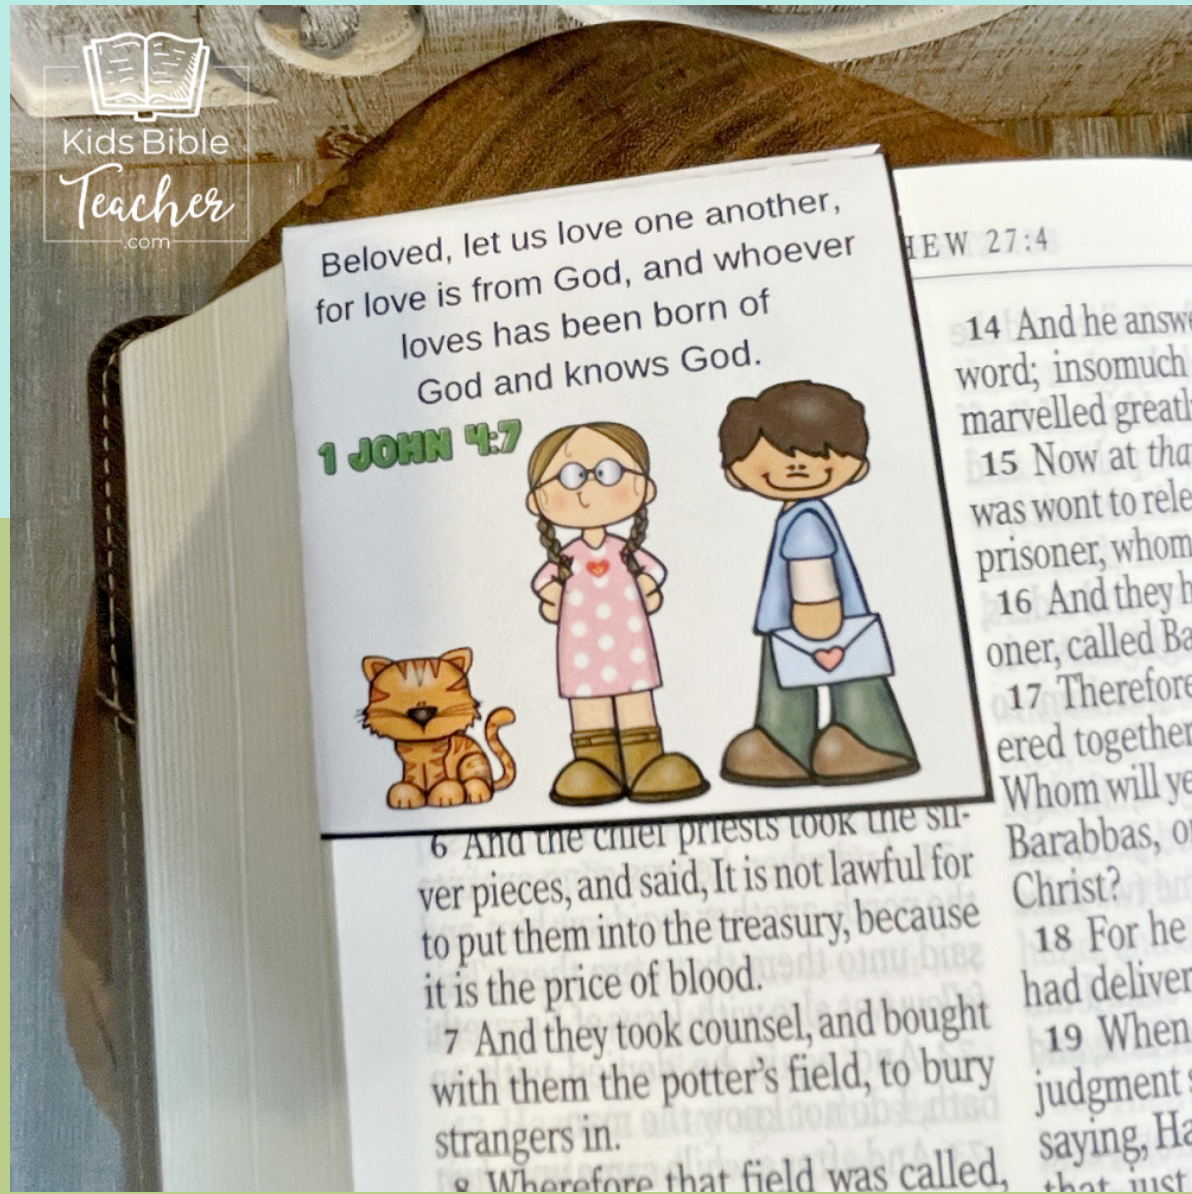 Kids Bible
Teacher
.com
Beloved, let us love one another,
for love is from God, and whoever
loves has been born of
God and knows God.
1 JOHN 4:7
27:4
6 And the chief priests took the sil-
ver pieces, and said, It is not lawful for
to put them into the treasury, because
it is the price of blood.
7 And they took counsel, and bought
with them the potter's field, to bury
strangers in.
8 Wherefore that field was called,
14 And he answ
word; insomuch
marvelled greatl
15 Now at tha
was wont to rele
prisoner, whom
16 And they h
oner, called Ba
17 Therefore
ered together
Whom will ye
Barabbas, o
Christ?
18 For he
had deliver
19 When
judgment s
saying, Ha
that just